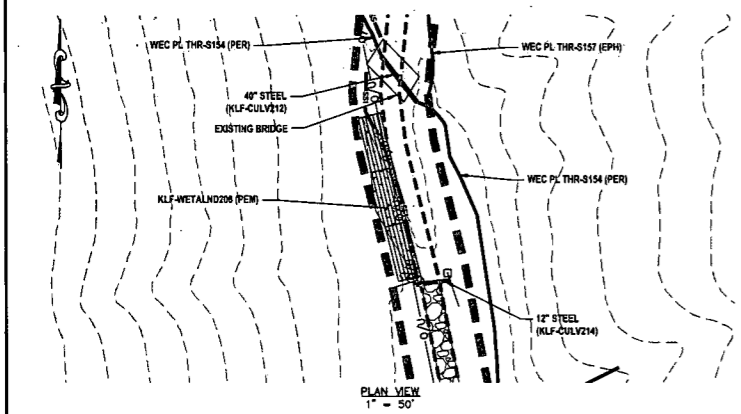 WEC PL THR-S154 (PER)
WEC PL THR-S157 (EPH)
40" STEEL
(KLF-CULV212)
EXISTING BRIDGE
WEC PL THR-S154 (PER)
KLF-WETALND206 (PEM)
12" STEEL
(KLF-CULV214)
PLAN VIEW
1" = 50'